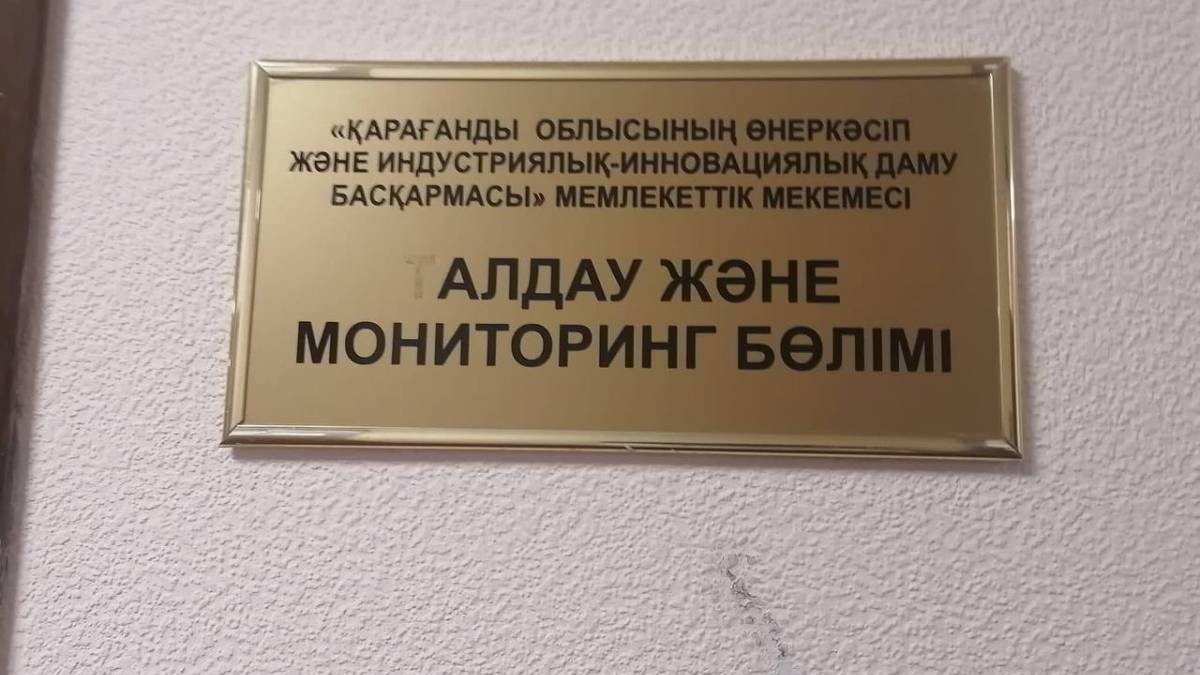 «ҚАРАҒАНДЫ ОБЛЫСЫНЫҢ ӨНЕРКӘСІП
ЖӘНЕ ИНДУСТРИЯЛЫҚ-ИННОВАЦИЯЛЫҚ ДАМУ
БАСҚАРМАСЫ» МЕМЛЕКЕТТІК МЕКЕМЕСІ
ТАЛДАУ ЖӘНЕ
МОНИТОРИНГ БӨЛІМІ